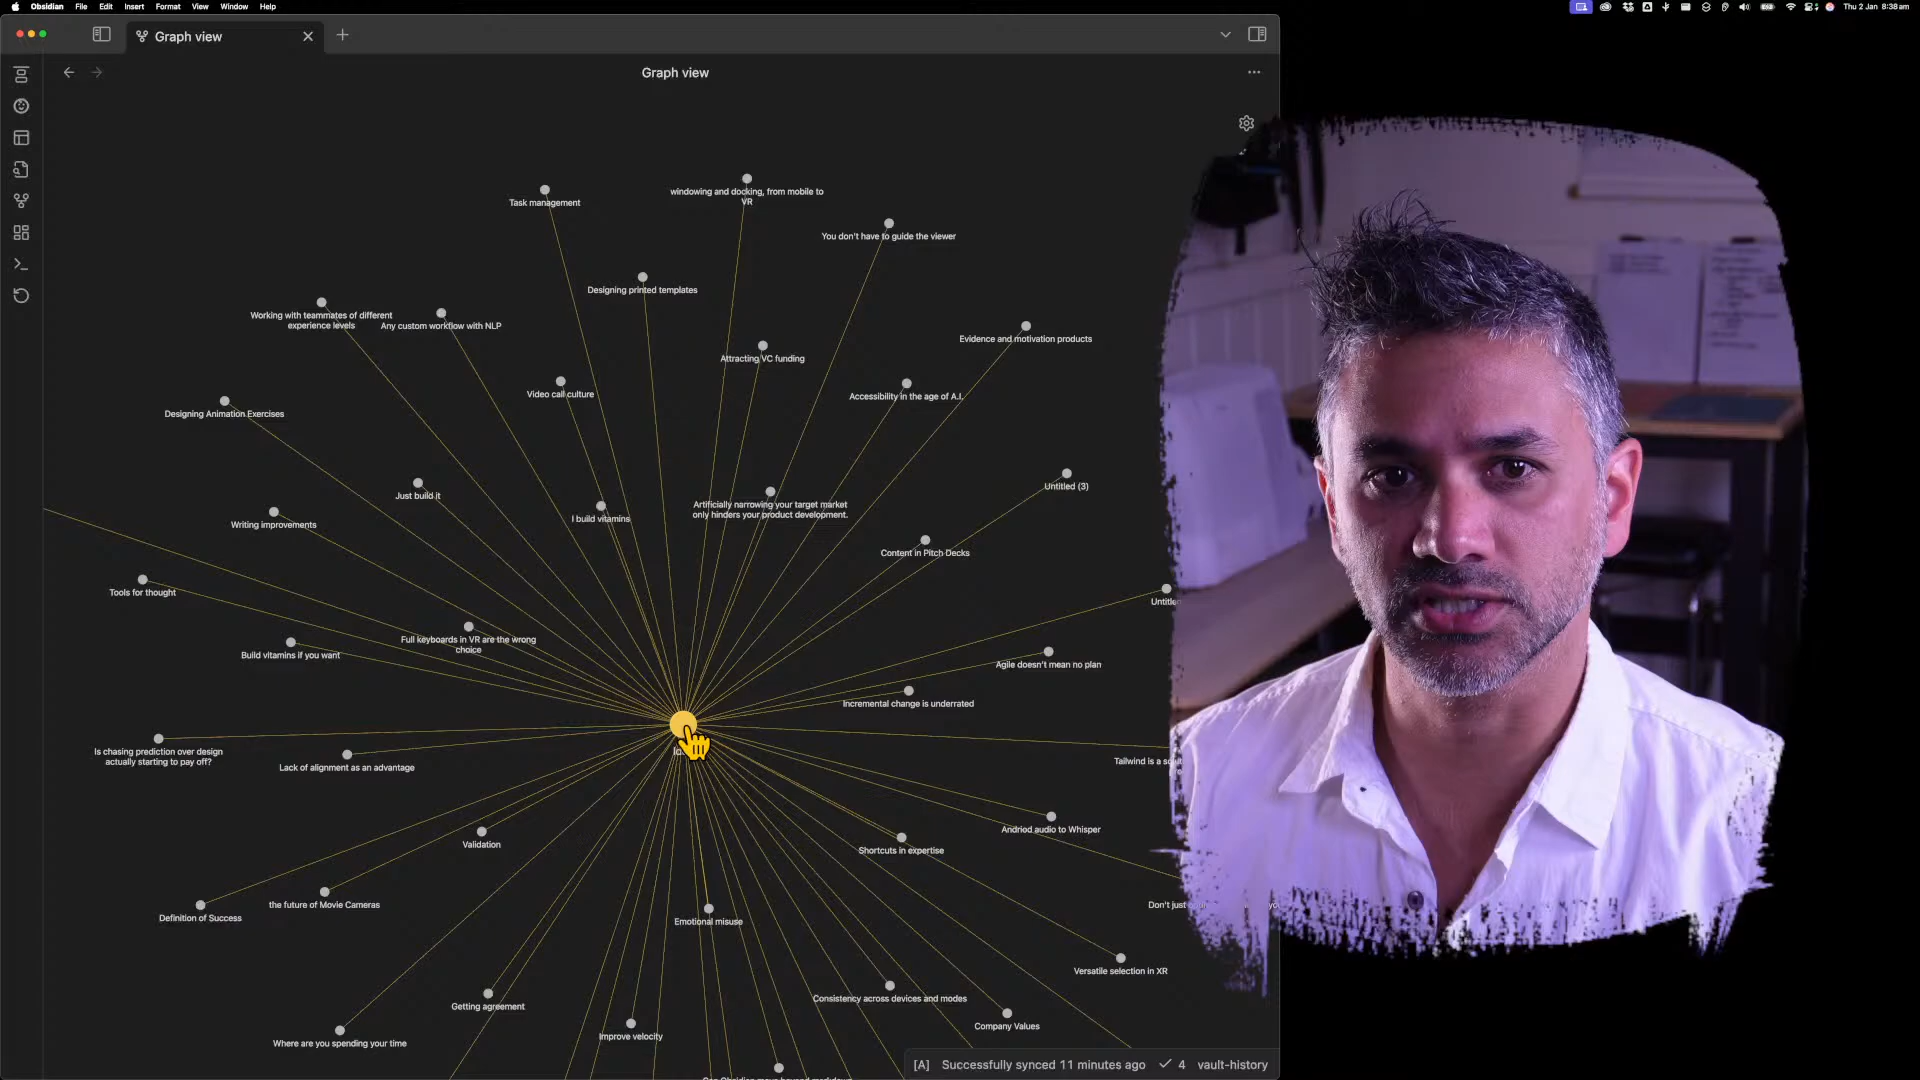 Obsidian File Edit Insert Format View Window Help
Thu 2 Jan 8:38am
Graph view
Graph view
Task management
windowing and docking, from mobile to
VR
You don't have to guide the viewer
Designing printed templates
Working with teammates of different
experience levels
Any custom workflow with NLP
Evidence and motivation products
Attracting VC funding
Video call culture
Accessibility in the age of A.I.
Designing Animation Exercises
Just build it
Untitled (3)
Writing improvements
I build vitamins
Artificially narrowing your target market
only hinders your product development.
Content in Pitch Decks
Tools for thought
Untitle
Full keyboards in VR are the wrong
choice
Build vitamins if you want
Agile doesn't mean no plan
Incremental change is underrated
Is chasing prediction over design
actually starting to pay off?
Lack of alignment as an advantage
Tailwind is a
Andriod audio to Whisper
Validation
Shortcuts in expertise
the future of Movie Cameras
Definition of Success
Emotional misuse
Don't just
Versatile selection in XR
Getting agreement
Consistency across devices and modes
Company Values
Improve velocity
Where are you spending your time
[A] Successfully synced 11 minutes ago 4 vault-history